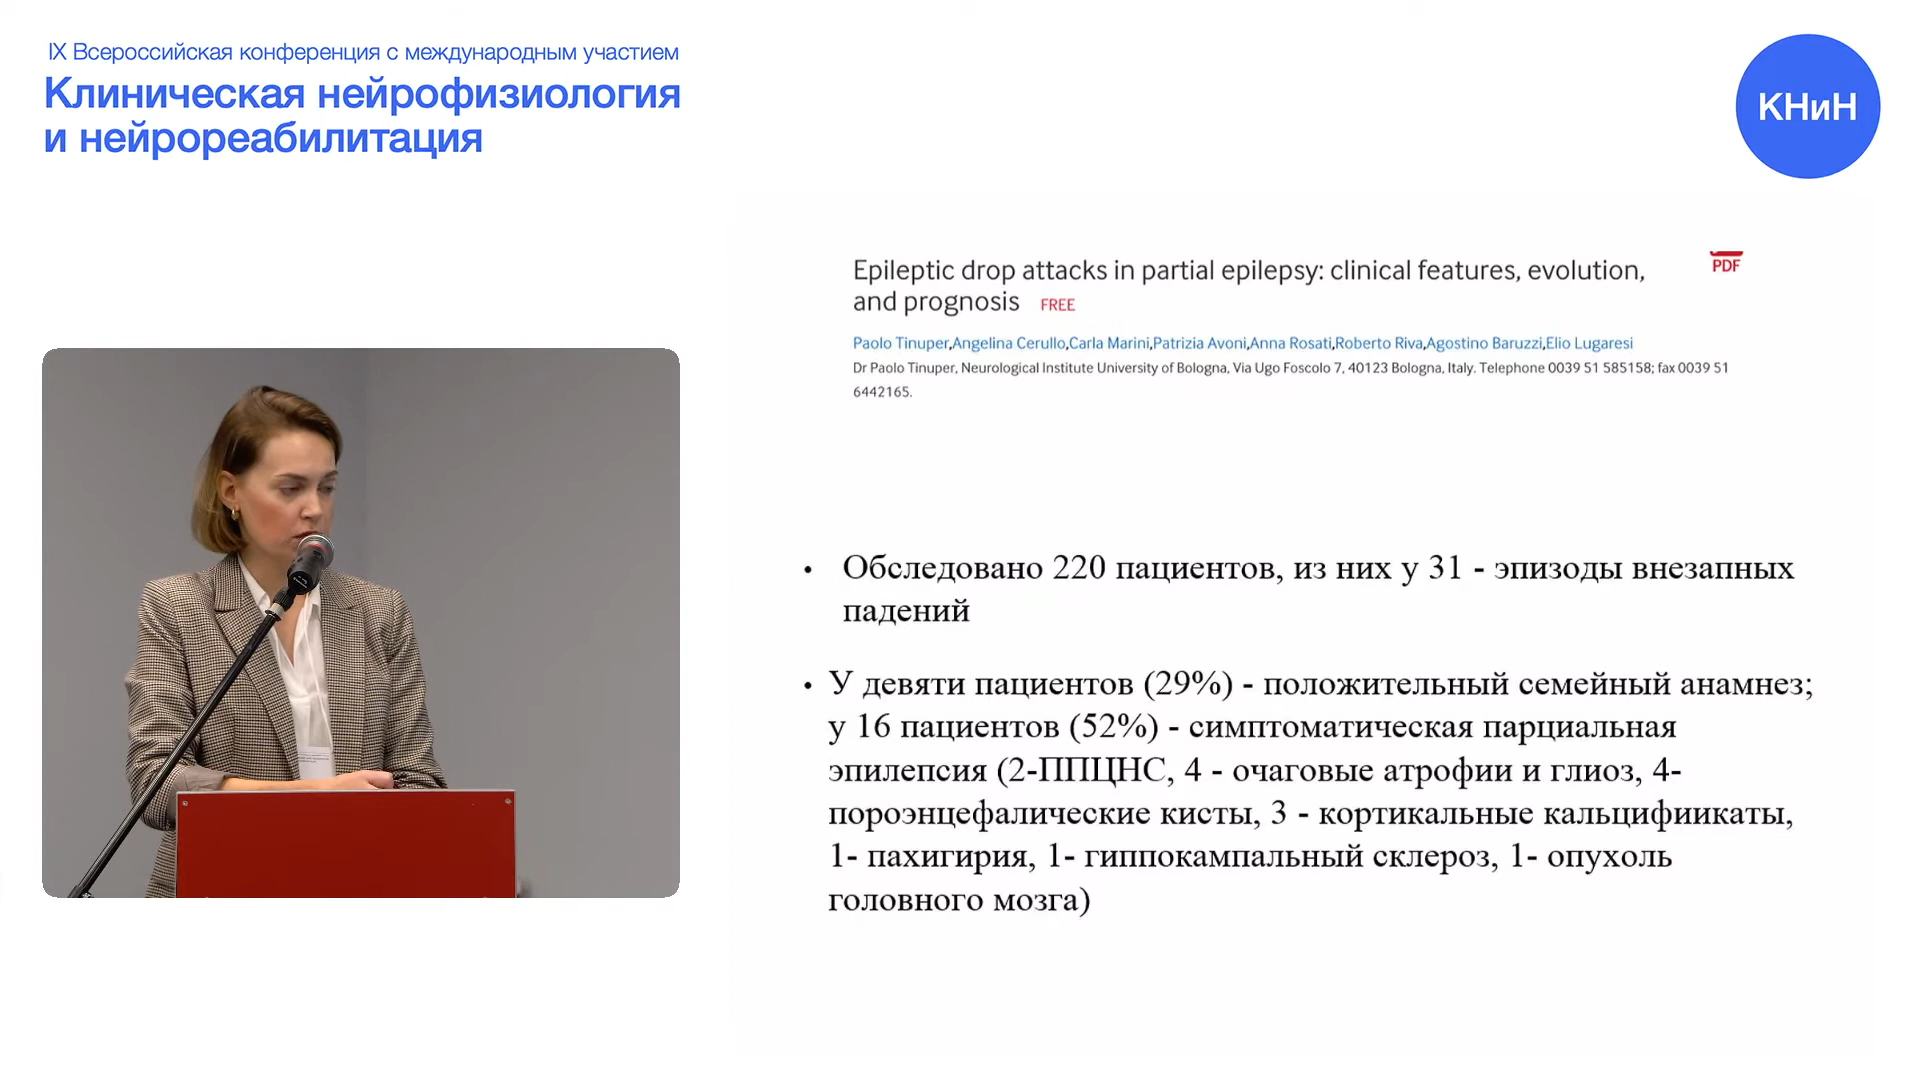 IX Всероссийская конференция с международным участием
Клиническая нейрофизиология
и нейрореабилитация
КНиН
Epileptic drop attacks in partial epilepsy: clinical features, evolution,
and prognosis FREE
PDF
Paolo Tinuper,Angelina Cerullo,Carla Marini,Patrizia Avoni,Anna Rosati,Roberto Riva,Agostino Baruzzi,Elio Lugaresi
Dr Paolo Tinuper, Neurological Institute University of Bologna, Via Ugo Foscolo 7, 40123 Bologna, Italy. Telephone 0039 51 585158; fax 0039 51
6442165.
• Обследовано 220 пациентов, из них у 31 - эпизоды внезапных
падений
• У девяти пациентов (29%) - положительный семейный анамнез;
у 16 пациентов (52%) - симптоматическая парциальная
эпилепсия (2-ППЦНС, 4 - очаговые атрофии и глиоз, 4-
пороэнцефалические кисты, 3 - кортикальные кальцифиикаты,
1- пахигирия, 1- гиппокампальный склероз, 1- опухоль
головного мозга)